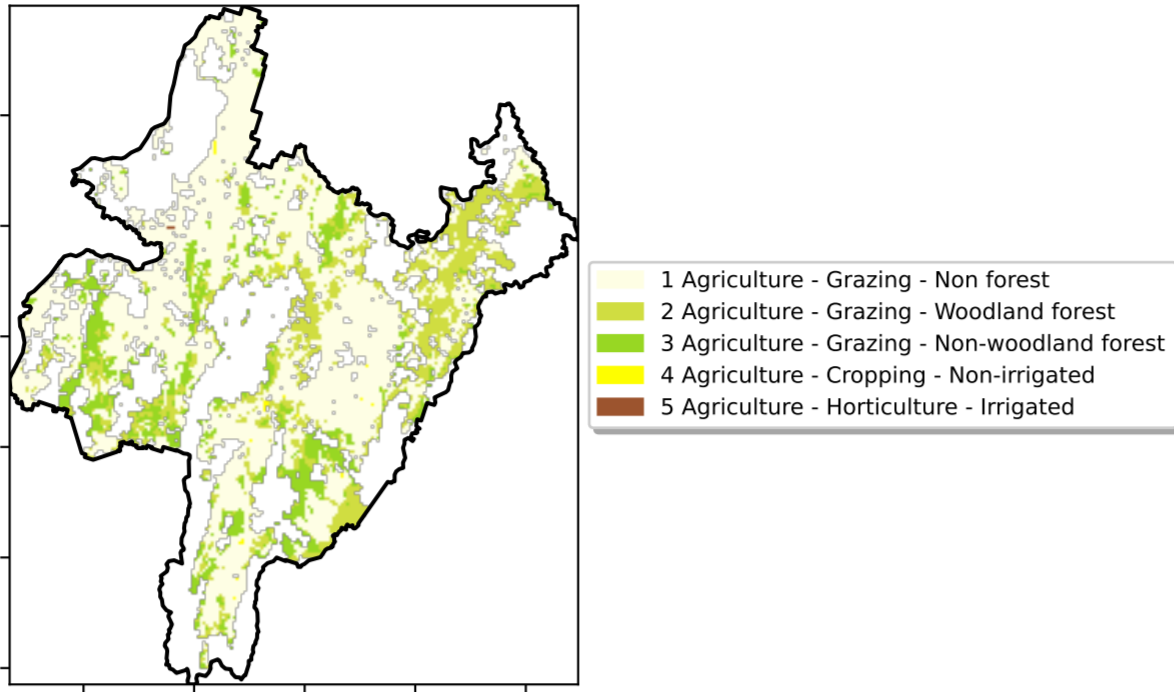 1 Agriculture - Grazing - Non forest
2 Agriculture - Grazing - Woodland forest
3 Agriculture - Grazing - Non-woodland forest
4 Agriculture - Cropping - Non-irrigated
5 Agriculture - Horticulture - Irrigated